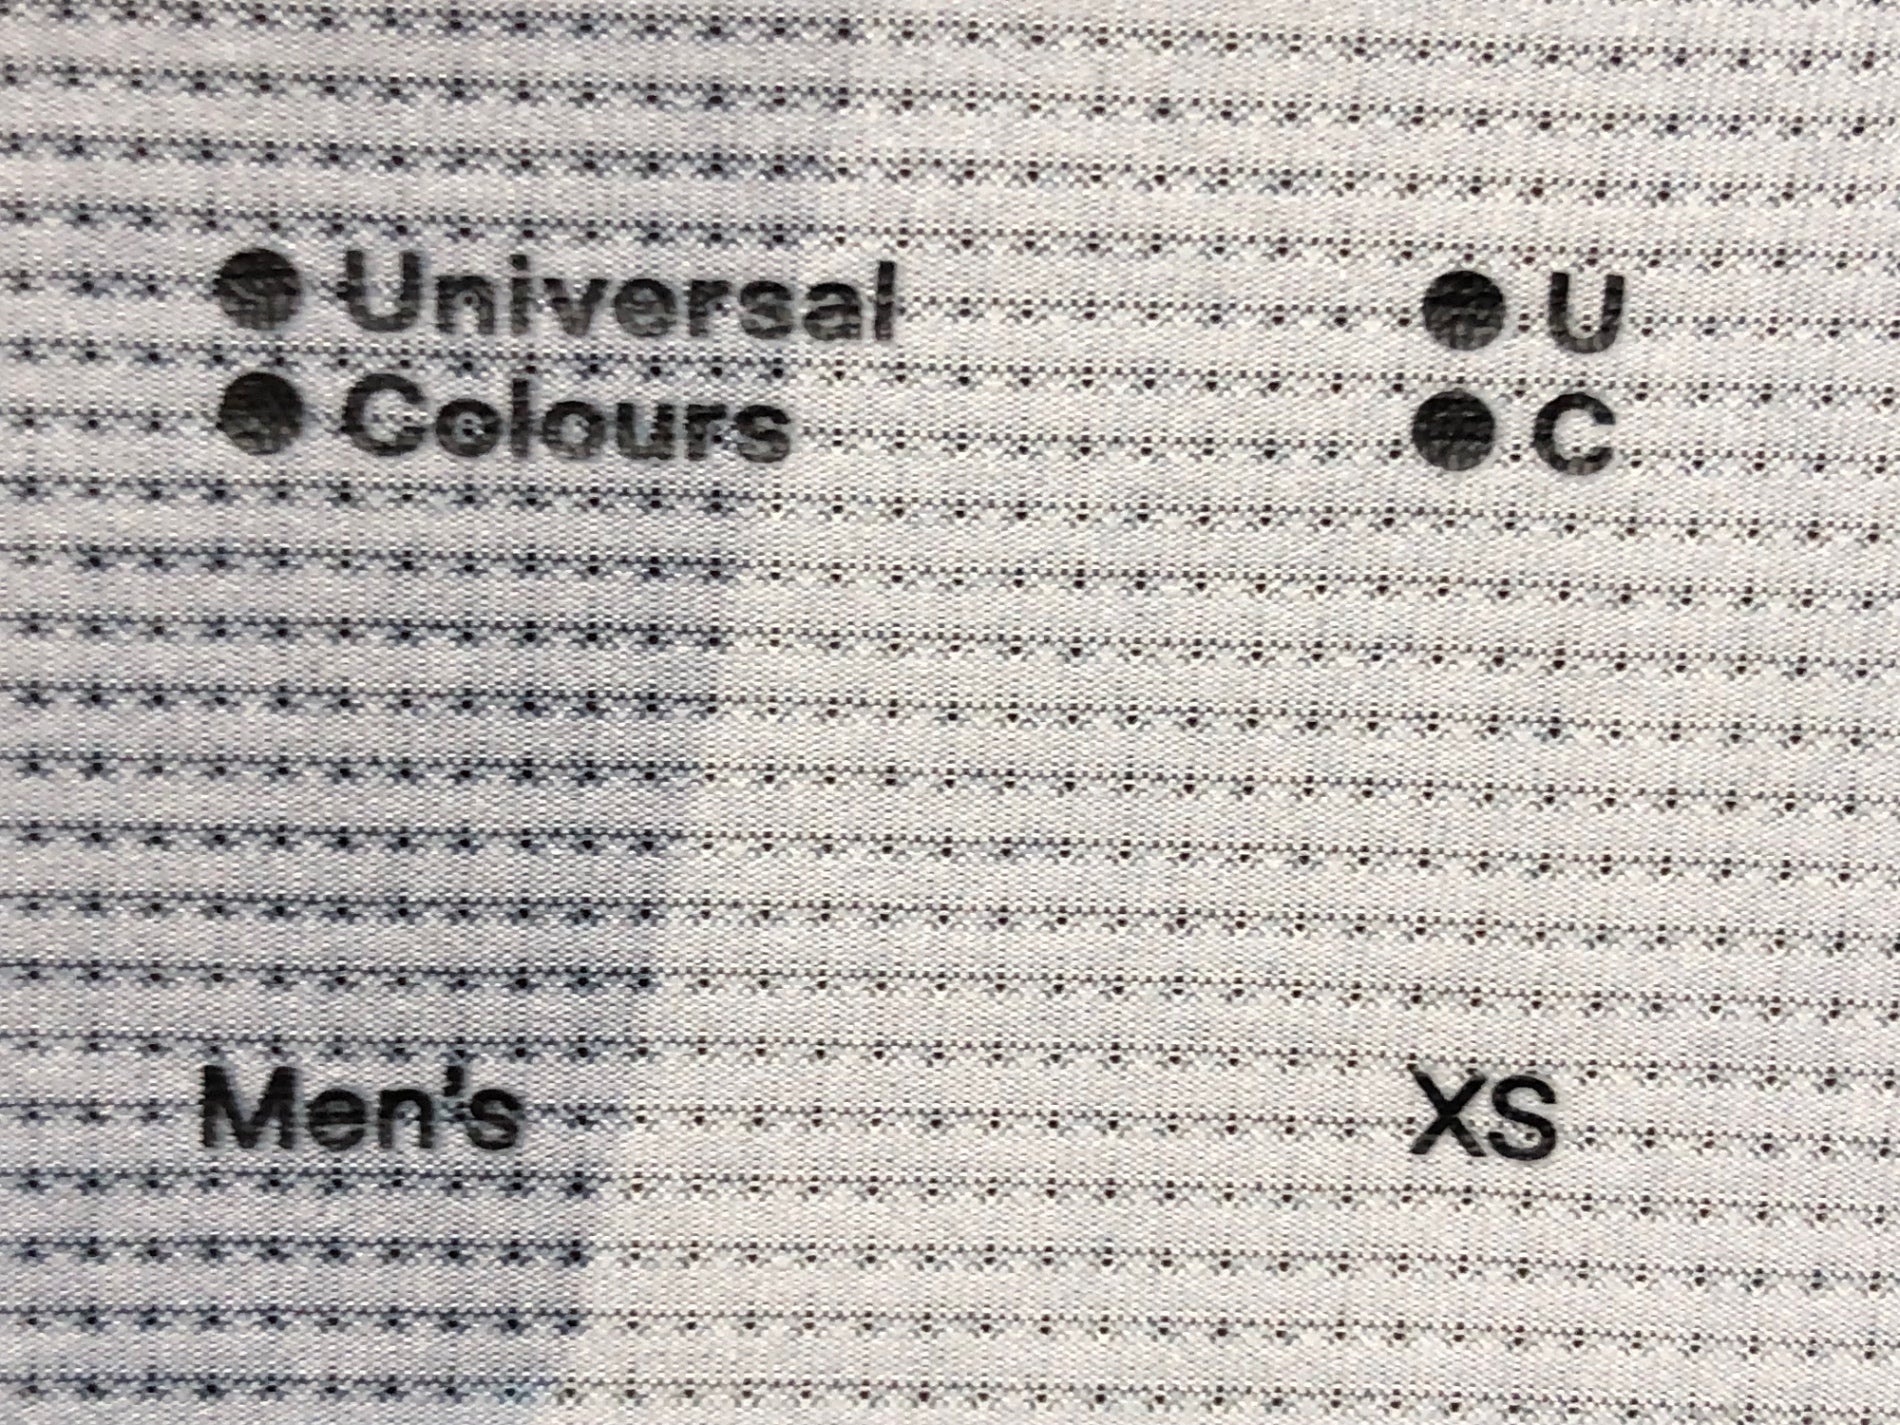 ● Universal ● U
● Colours ● C
Men's XS